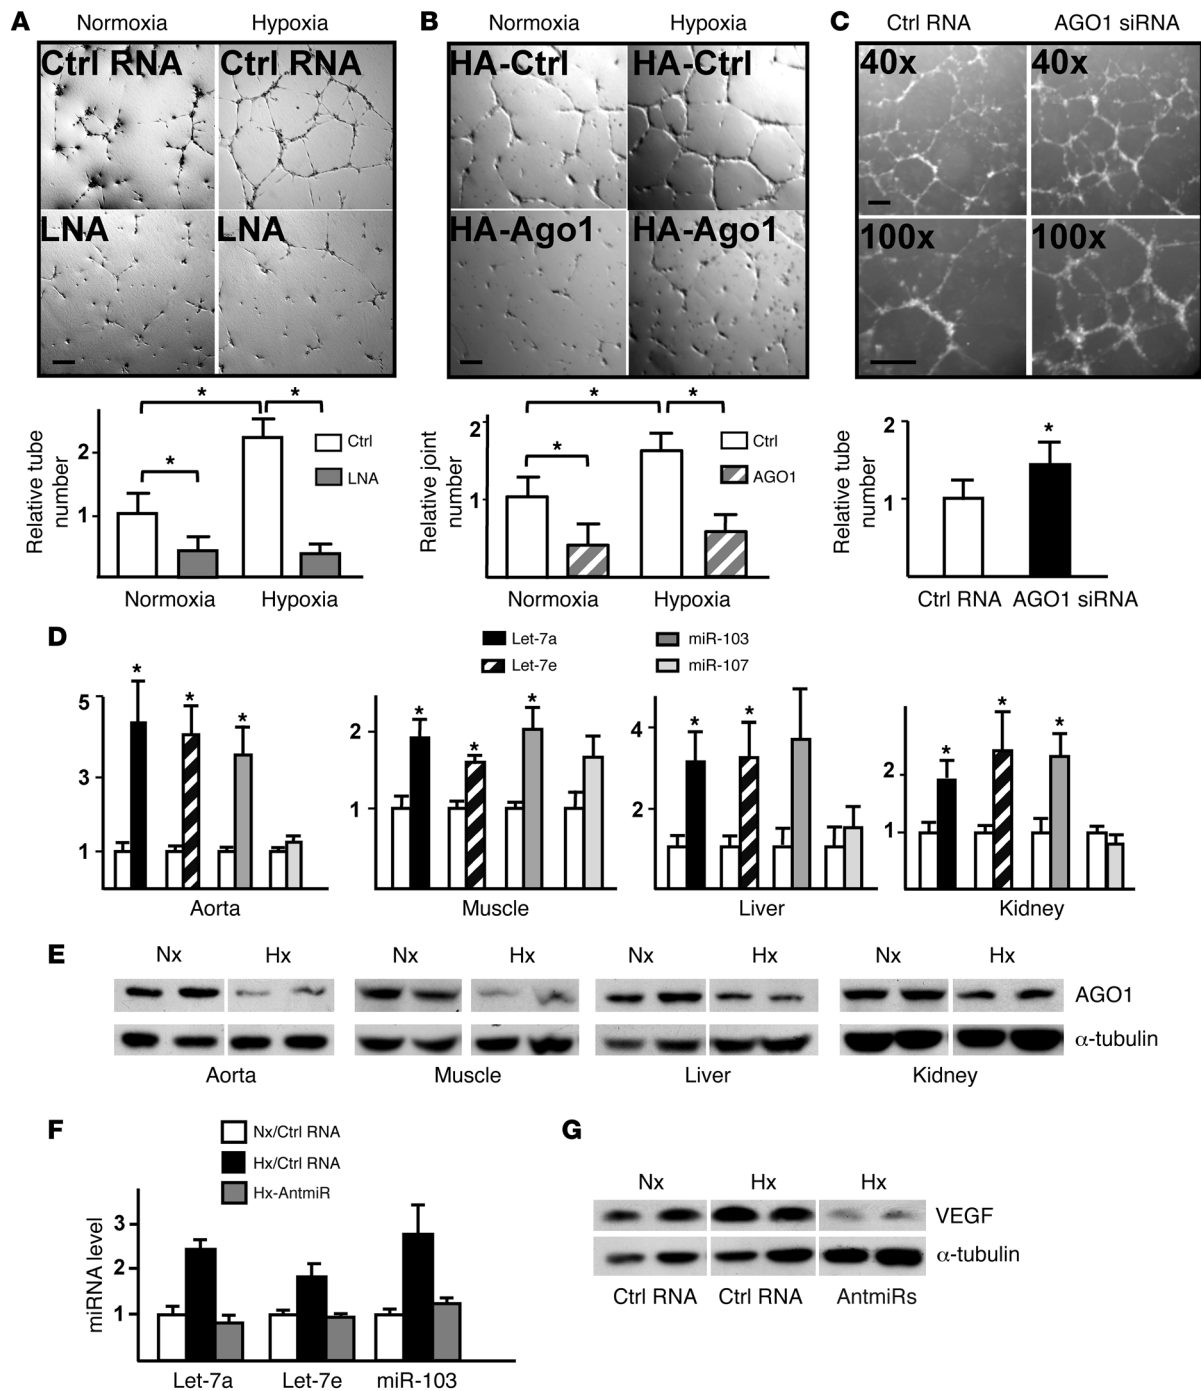 A
Normoxia
Hypoxia
Ctrl RNA
Ctrl RNA
LNA
LNA
Relative tube
number
2
1
*
*
*
Ctrl
LNA
Normoxia
Hypoxia
B
Normoxia
Hypoxia
HA-Ctrl
HA-Ctrl
HA-Ago1
HA-Ago1
Relative joint
number
2
1
*
*
*
Ctrl
AGO1
Normoxia
Hypoxia
C
Ctrl RNA
AGO1 siRNA
40x
40x
100x
100x
Relative tube
number
2
1
*
Ctrl RNA
AGO1 siRNA
D
Let-7a
Let-7e
miR-103
miR-107
5
3
1
*
*
*
Aorta
2
1
*
*
*
Muscle
4
2
*
*
Liver
2
1
*
*
*
Kidney
E
Nx
Hx
Nx
Hx
Nx
Hx
Nx
Hx
AGO1
α-tubulin
Aorta
Muscle
Liver
Kidney
F
Nx/Ctrl RNA
Hx/Ctrl RNA
Hx-AntmiR
miRNA level
3
2
1
Let-7a
Let-7e
miR-103
G
Nx
Hx
Hx
VEGF
α-tubulin
Ctrl RNA
Ctrl RNA
AntmiRs